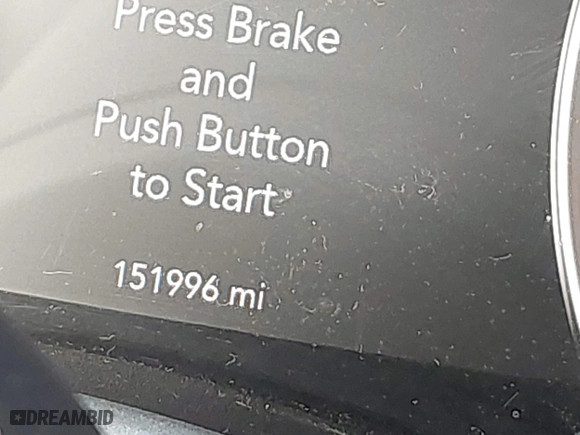 Press Brake
and
Push Button
to Start
151996 mi
DREAMBID